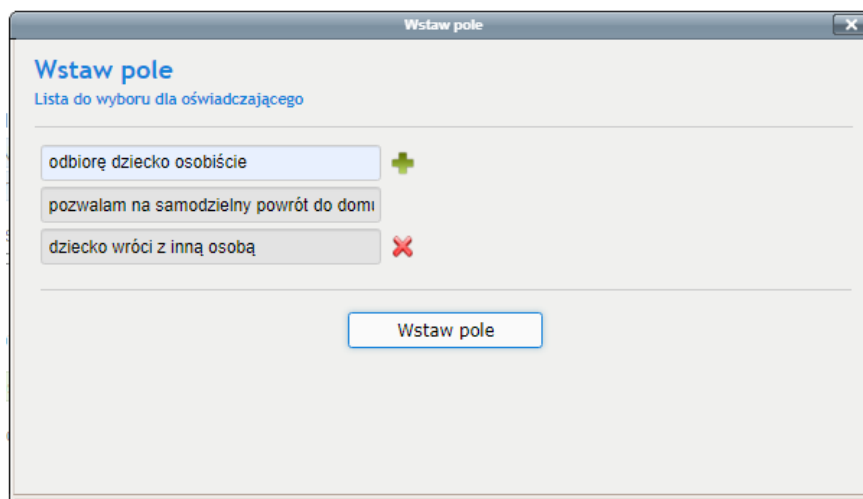 Wstaw pole
Wstaw pole
Lista do wyboru dla oświadczającego
odbiorę dziecko osobiście
pozwalam na samodzielny powrót do domu
dziecko wróci z inną osobą
Wstaw pole